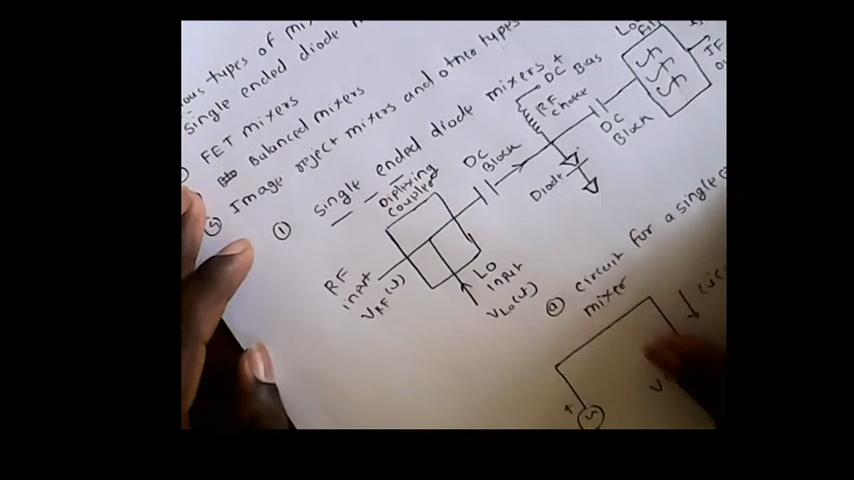 types of
single ended diode
FET mixers
Balanced mixers
Image reject mixers and other types
① single ended diode mixers
+ DC Bias
RF choke
Diplexing coupler
DC Block
DC Block
Diode
IF
RF input
VRF(t)
LO input
VLO(t)
ⓐ circuit for a single
mixer
+